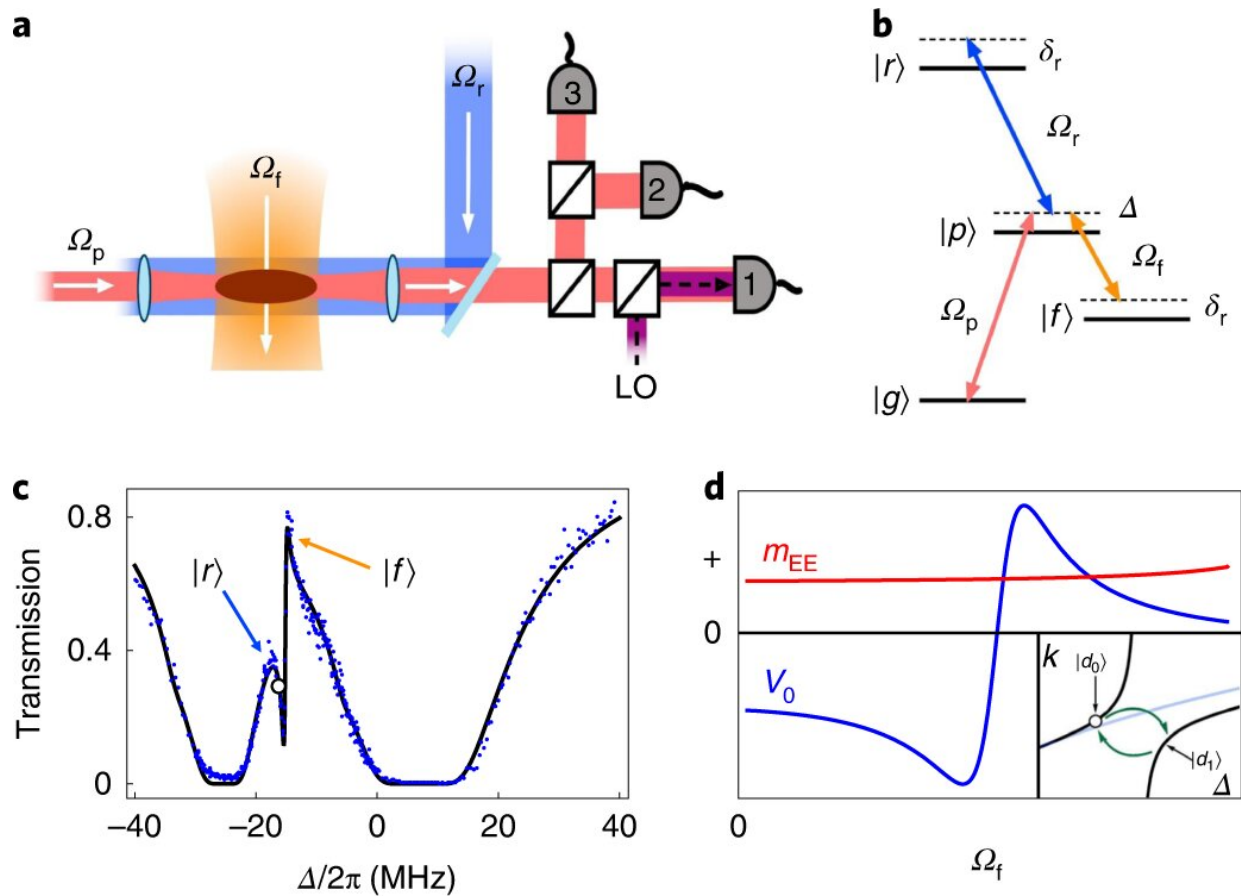 a
Ωp
Ωf
Ωr
3
2
1
LO
b
|r⟩
δr
Ωr
|p⟩
Δ
Ωf
Ωp
|f⟩
δr
|g⟩
c
Transmission
0.8
0.4
0
|r⟩
|f⟩
−40
−20
0
20
40
Δ/2π (MHz)
d
+
0
mEE
V0
k
|d0⟩
|d1⟩
Δ
0
Ωf